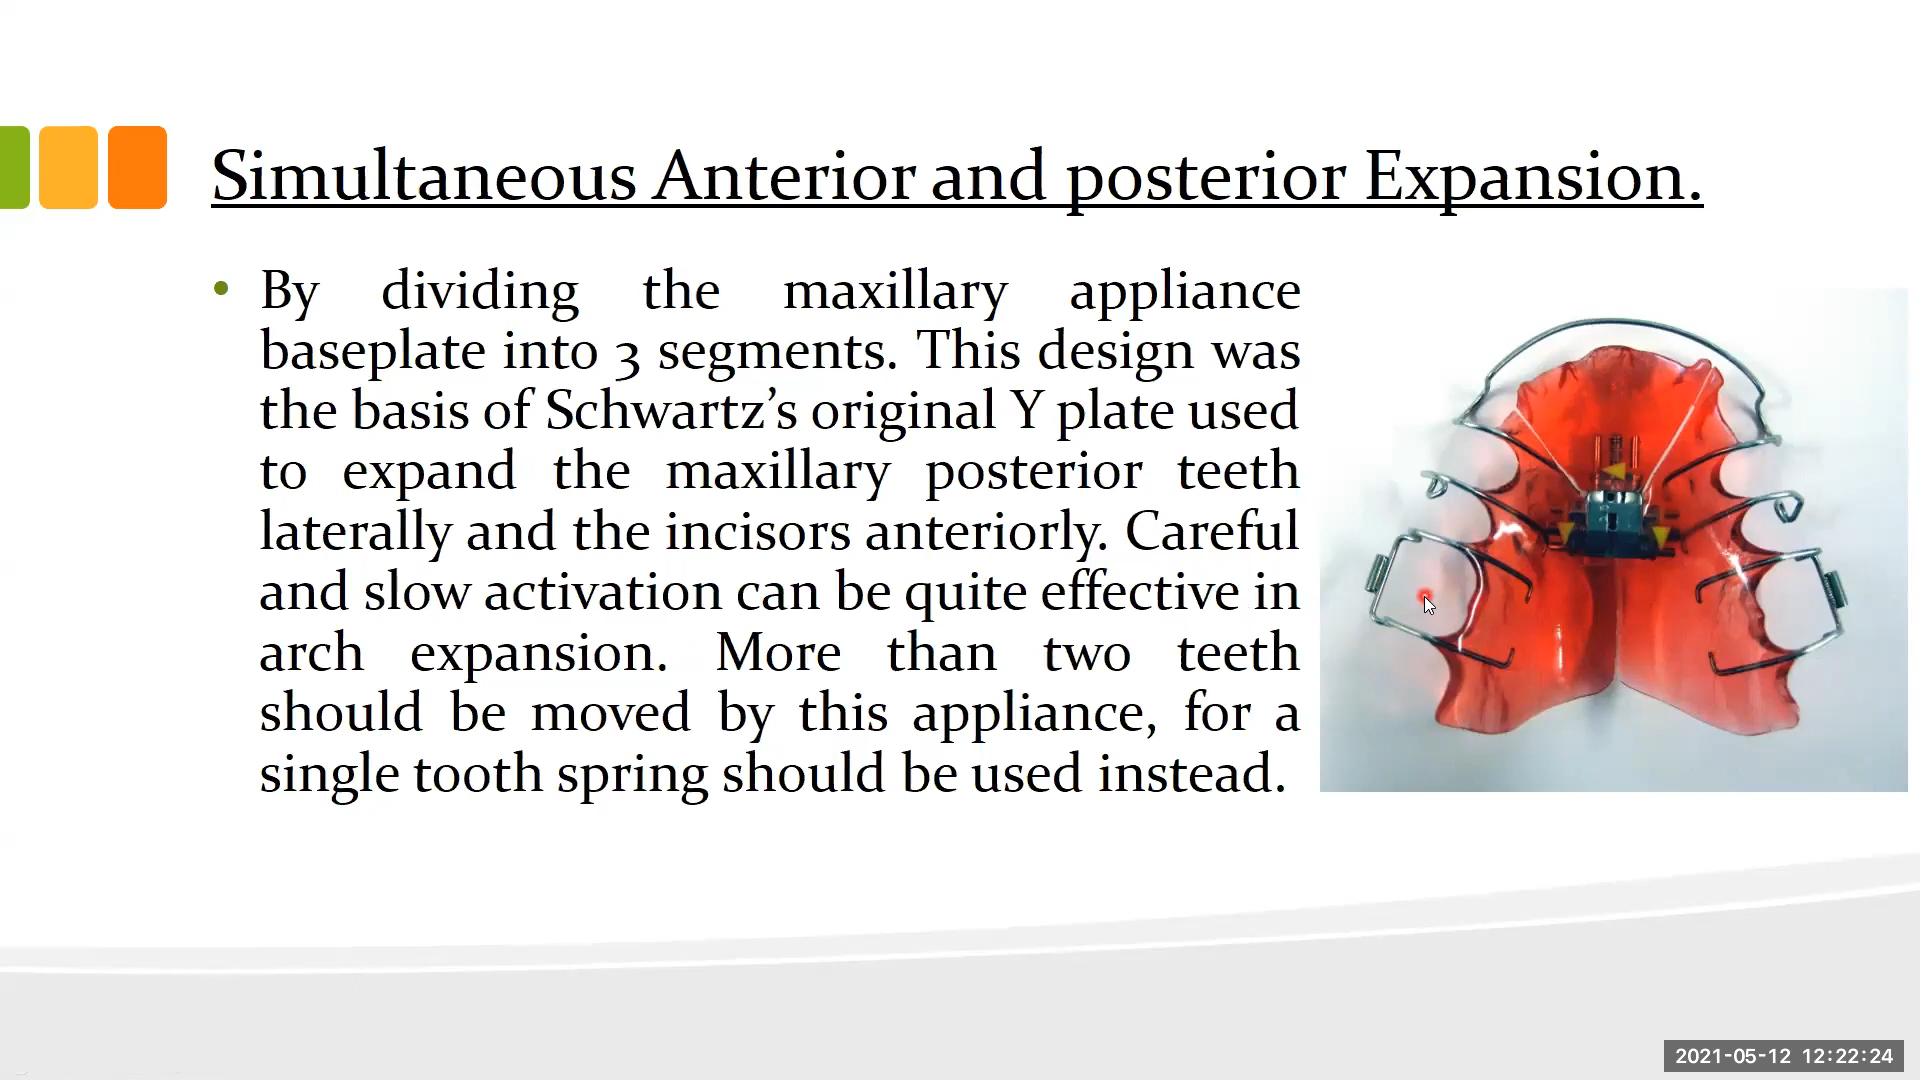 Simultaneous Anterior and posterior Expansion.
• By dividing the maxillary appliance
baseplate into 3 segments. This design was
the basis of Schwartz’s original Y plate used
to expand the maxillary posterior teeth
laterally and the incisors anteriorly. Careful
and slow activation can be quite effective in
arch expansion. More than two teeth
should be moved by this appliance, for a
single tooth spring should be used instead.
2021-05-12 12:22:24